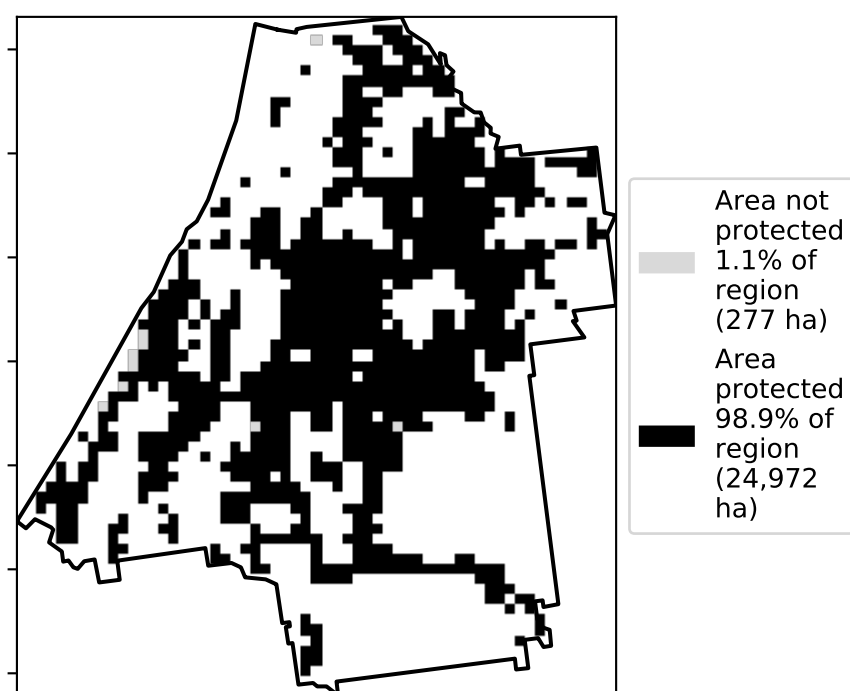 Area not
protected
1.1% of
region
(277 ha)
Area
protected
98.9% of
region
(24,972
ha)